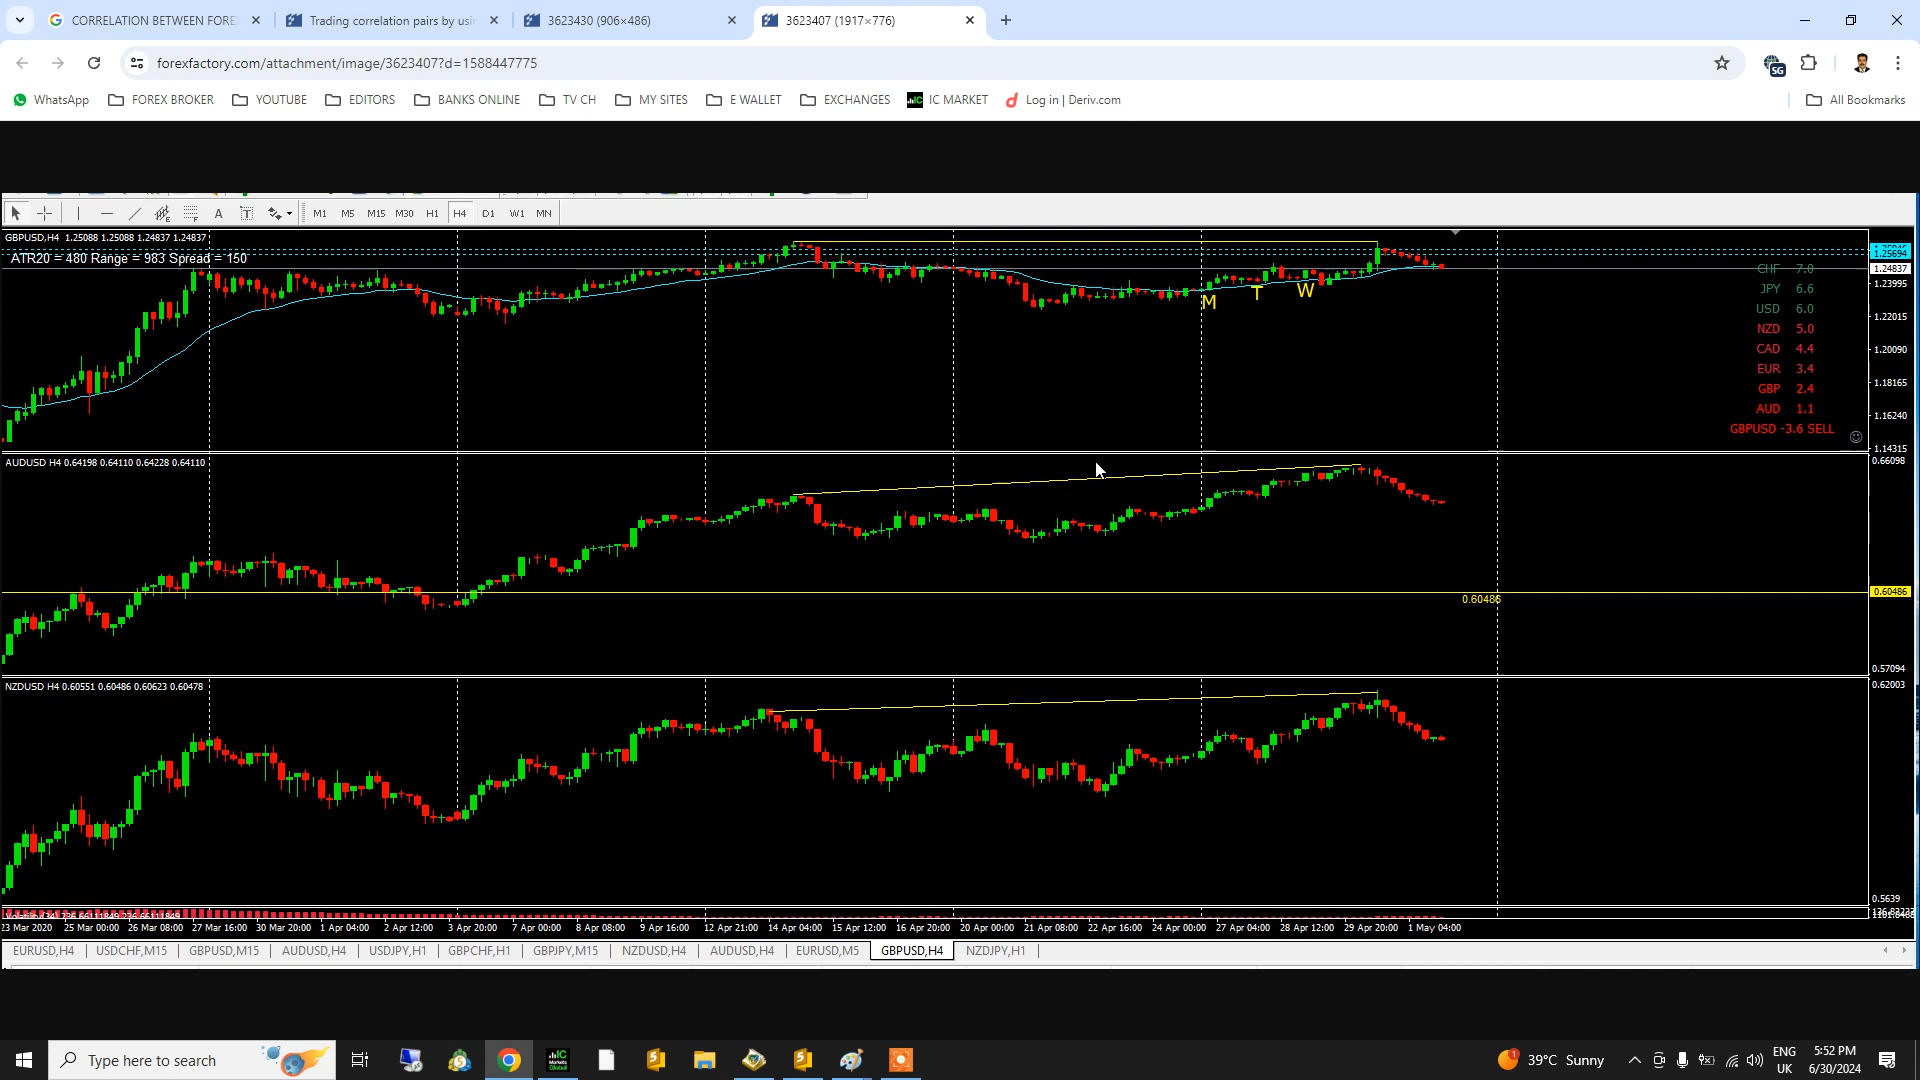 CORRELATION BETWEEN FORE
Trading correlation pairs by usi
3623430 (906×486)
3623407 (1917×776)
forexfactory.com/attachment/image/3623407?d=1588447775
SG
WhatsApp FOREX BROKER YOUTUBE EDITORS BANKS ONLINE TV CH MY SITES E WALLET EXCHANGES IC MARKET Log in | Deriv.com All Bookmarks
M1 M5 M15 M30 H1 H4 D1 W1 MN
GBPUSD,H4 1.25088 1.25088 1.24837 1.24837
ATR20 = 480 Range = 983 Spread = 150
M T W
1.25694
1.24837
1.23995
1.22015
1.20090
1.18165
1.16240
1.14315
CHF 7.0
JPY 6.6
USD 6.0
NZD 5.0
CAD 4.4
EUR 3.4
GBP 2.4
AUD 1.1
GBPUSD -3.6 SELL
AUDUSD H4 0.64198 0.64110 0.64228 0.64110
0.66098
0.60486
0.60486
0.57094
NZDUSD H4 0.60551 0.60486 0.60623 0.60478
0.62003
0.5639
23 Mar 2020 25 Mar 00:00 26 Mar 08:00 27 Mar 16:00 30 Mar 20:00 1 Apr 04:00 2 Apr 12:00 3 Apr 20:00 7 Apr 00:00 8 Apr 08:00 9 Apr 16:00 12 Apr 21:00 14 Apr 04:00 15 Apr 12:00 16 Apr 20:00 20 Apr 00:00 21 Apr 08:00 22 Apr 16:00 24 Apr 00:00 27 Apr 04:00 28 Apr 12:00 29 Apr 20:00 1 May 04:00
EURUSD,H4 USDCHF,M15 GBPUSD,M15 AUDUSD,H4 USDJPY,H1 GBPCHF,H1 GBPJPY,M15 NZDUSD,H4 AUDUSD,H4 EURUSD,M5 GBPUSD,H4 NZDJPY,H1
Type here to search
39°C Sunny
ENG
UK
5:52 PM
6/30/2024